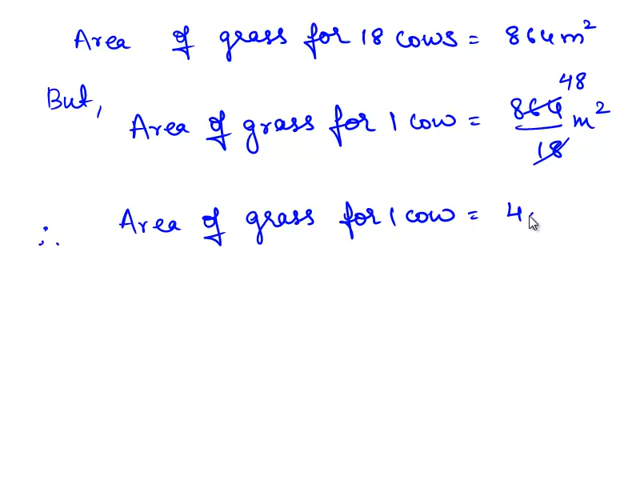 Area of grass for 18 cows = 864 m²
48
But, Area of grass for 1 cow = 864/18 m²
∴ Area of grass for 1 cow = 4